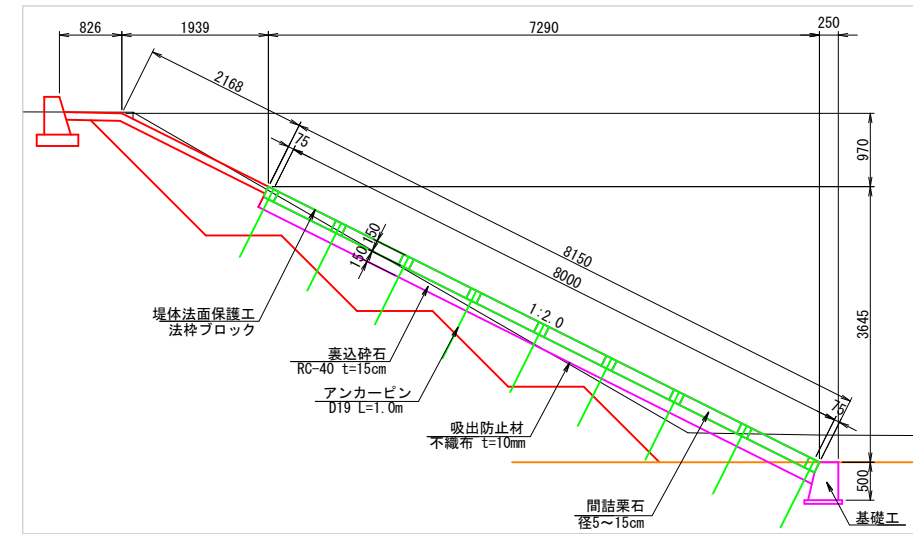 826
1939
7290
250
2168
75
970
150
150
8150
8000
1:2.0
3645
堤体法面保護工
法枠ブロック
裏込砕石
RC-40 t=15cm
アンカーピン
D19 L=1.0m
吸出防止材
不織布 t=10mm
75
間詰栗石
径5～15cm
500
基礎工